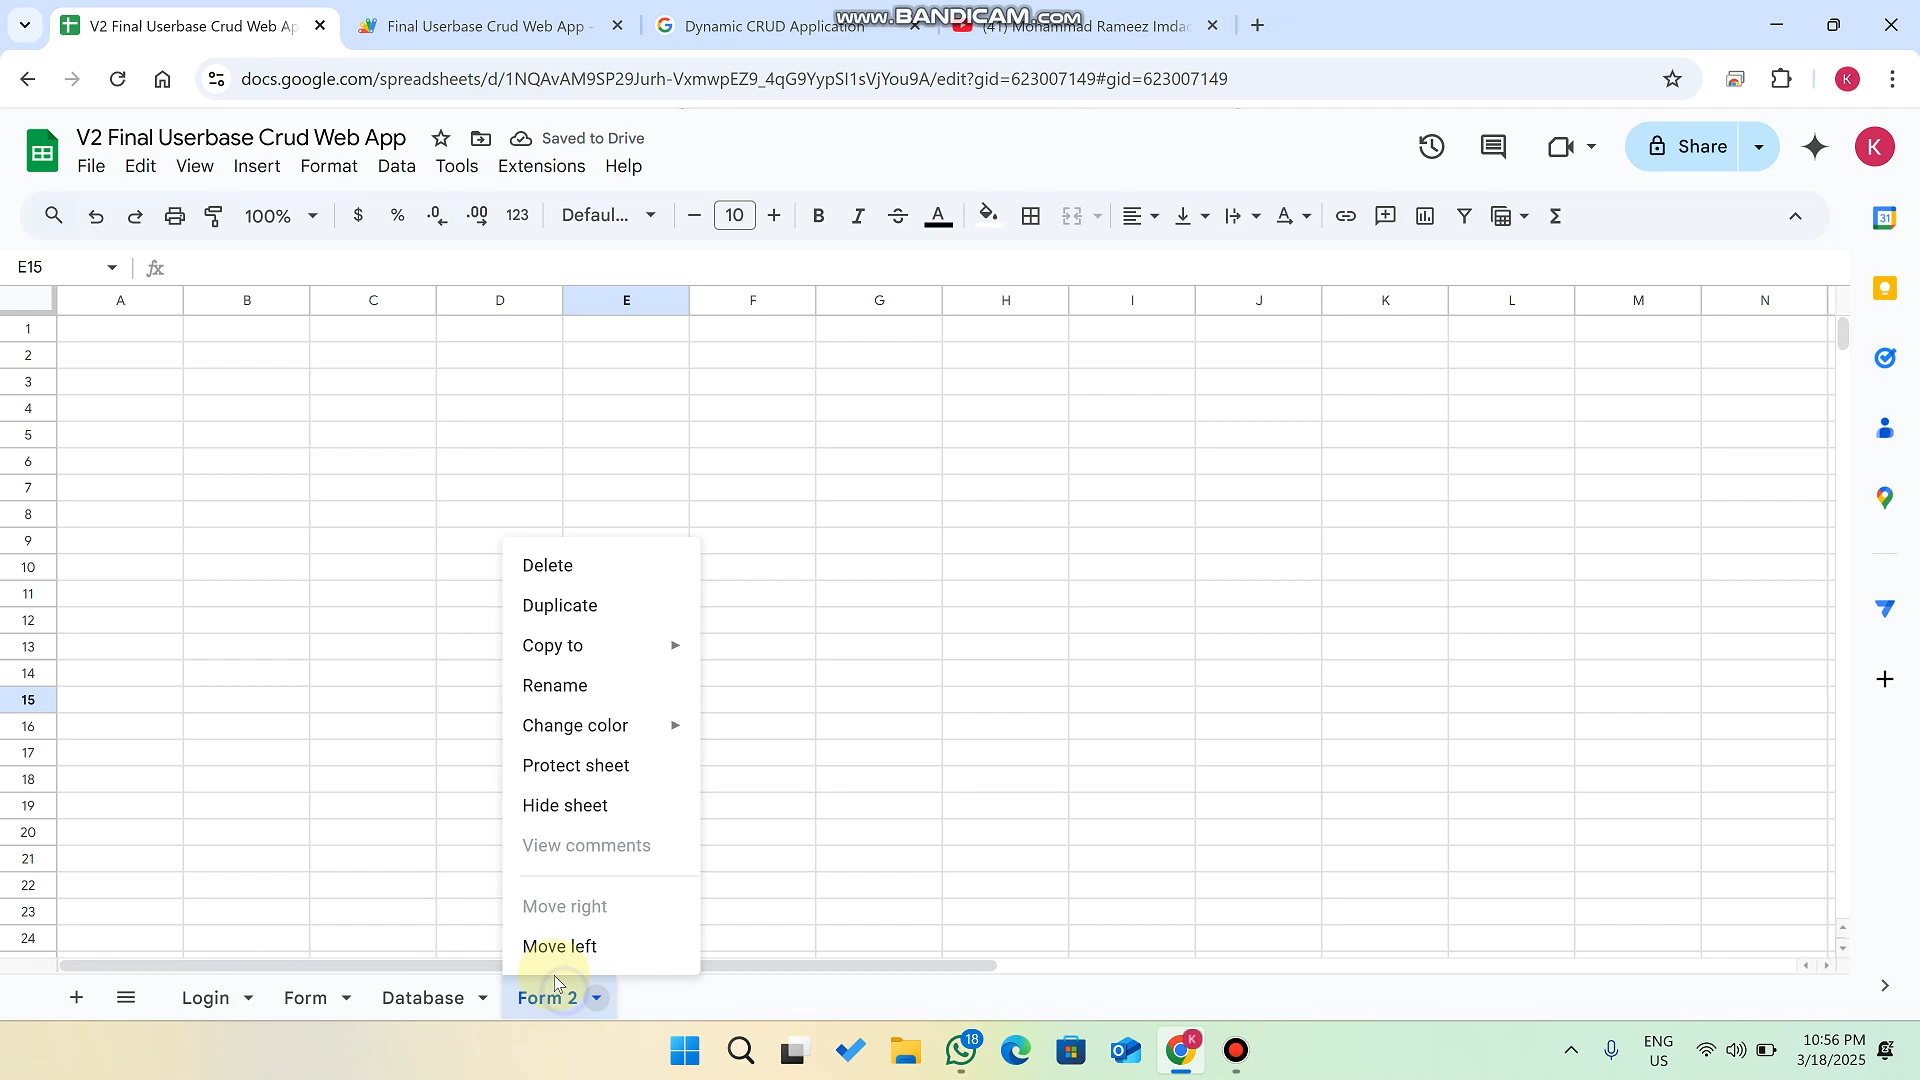 www.BANDICAM.com
V2 Final Userbase Crud Web Ap
Final Userbase Crud Web App -
Dynamic CRUD Application
(41) Mohammad Rameez Imdad
docs.google.com/spreadsheets/d/1NQAvAM9SP29Jurh-VxmwpEZ9_4qG9YypSI1sVjYou9A/edit?gid=623007149#gid=623007149
K
V2 Final Userbase Crud Web App
Saved to Drive
File Edit View Insert Format Data Tools Extensions Help
Share
K
100% $ % .0 .00 123 Defaul... 10 B I A
31
E15 fx
A B C D E F G H I J K L M N
1
2
3
4
5
6
7
8
9
10
11
12
13
14
15
16
17
18
19
20
21
22
23
24
Delete
Duplicate
Copy to
Rename
Change color
Protect sheet
Hide sheet
View comments
Move right
Move left
Login Form Database Form 2
18
K
ENG
US
10:56 PM
3/18/2025